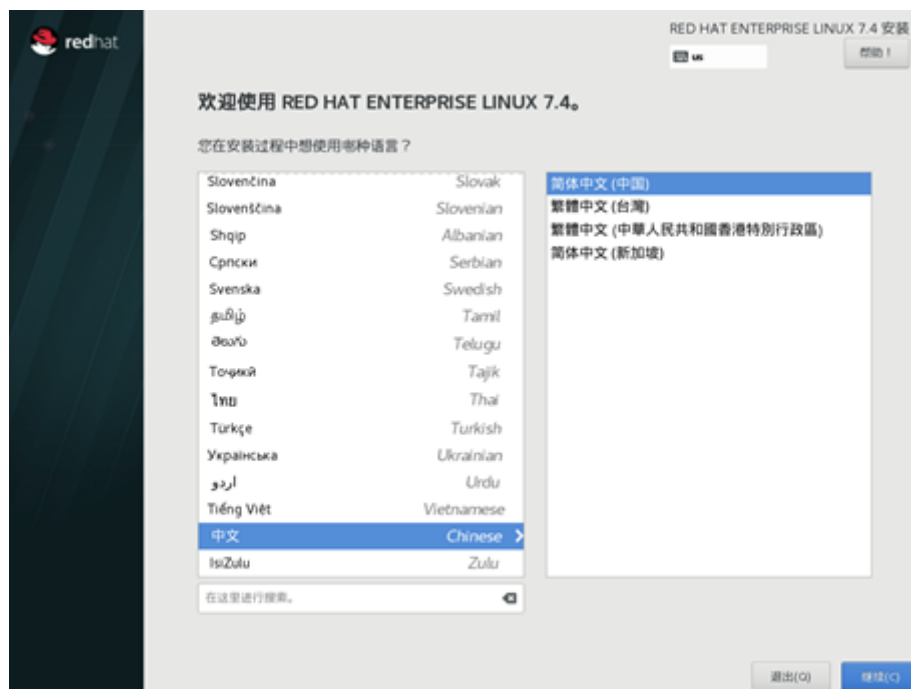 redhat
RED HAT ENTERPRISE LINUX 7.4 安装
us
帮助！
欢迎使用 RED HAT ENTERPRISE LINUX 7.4。
您在安装过程中想使用哪种语言？
Slovenčina Slovak
Slovenščina Slovenian
Shqip Albanian
Српски Serbian
Svenska Swedish
தமிழ் Tamil
తెలుగు Telugu
Тоҷикӣ Tajik
ไทย Thai
Türkçe Turkish
Українська Ukrainian
اردو Urdu
Tiếng Việt Vietnamese
中文 Chinese
IsiZulu Zulu
在这里进行搜索。
简体中文 (中国)
繁體中文 (台灣)
繁體中文 (中華人民共和國香港特別行政區)
简体中文 (新加坡)
退出(Q)
继续(C)